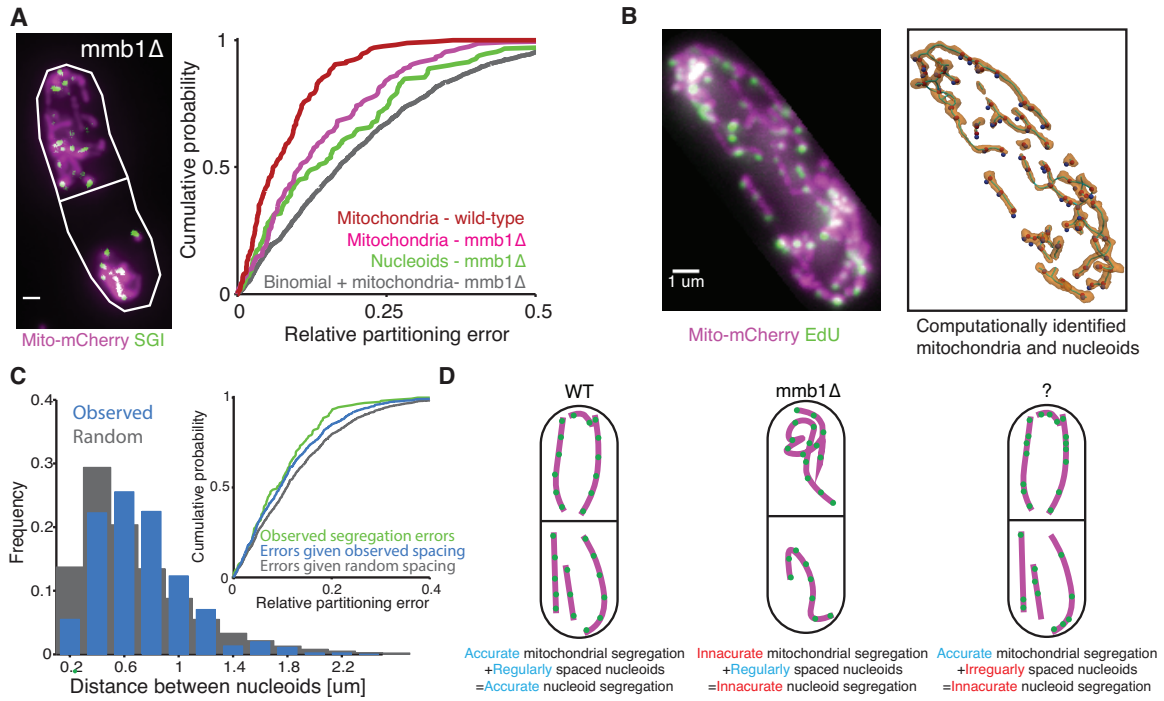 A
mmb1Δ
Mito-mCherry SGI
Cumulative probability
1
0.5
0
0
0.25
0.5
Relative partitioning error
Mitochondria - wild-type
Mitochondria - mmb1Δ
Nucleoids - mmb1Δ
Binomial + mitochondria- mmb1Δ
B
1 um
Mito-mCherry EdU
Computationally identified
mitochondria and nucleoids
C
Observed
Random
Frequency
0.4
0.3
0.2
0.1
0
0.2
0.6
1
1.4
1.8
2.2
Distance between nucleoids [um]
Cumulative probability
1
0.5
0
0
0.2
0.4
Relative partitioning error
Observed segregation errors
Errors given observed spacing
Errors given random spacing
D
WT
Accurate mitochondrial segregation
+Regularly spaced nucleoids
=Accurate nucleoid segregation
mmb1Δ
Innacurate mitochondrial segregation
+Regularly spaced nucleoids
=Innacurate nucleoid segregation
?
Accurate mitochondrial segregation
+Irreguarly spaced nucleoids
=Innacurate nucleoid segregation